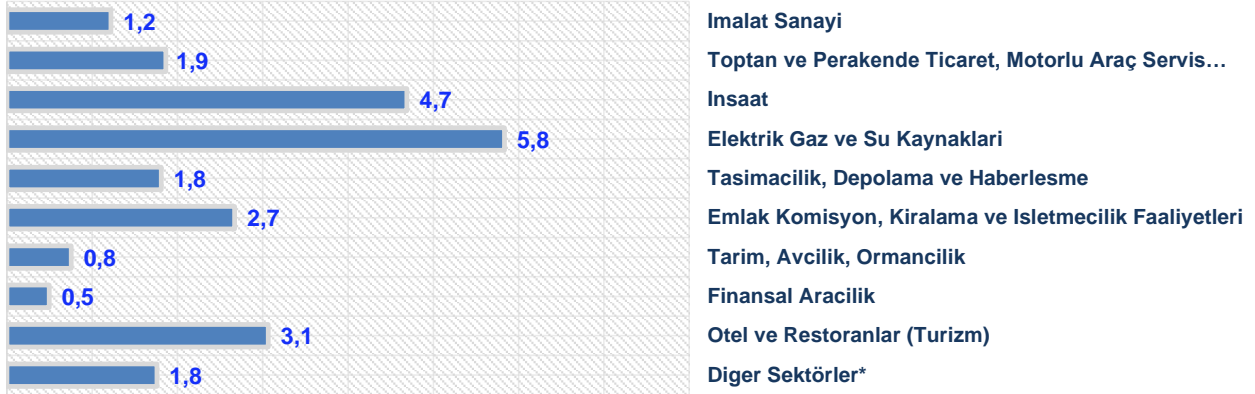 1,2 Imalat Sanayi
1,9 Toptan ve Perakende Ticaret, Motorlu Araç Servis…
4,7 Insaat
5,8 Elektrik Gaz ve Su Kaynaklari
1,8 Tasimacilik, Depolama ve Haberlesme
2,7 Emlak Komisyon, Kiralama ve Isletmecilik Faaliyetleri
0,8 Tarim, Avcilik, Ormancilik
0,5 Finansal Aracilik
3,1 Otel ve Restoranlar (Turizm)
1,8 Diger Sektörler*